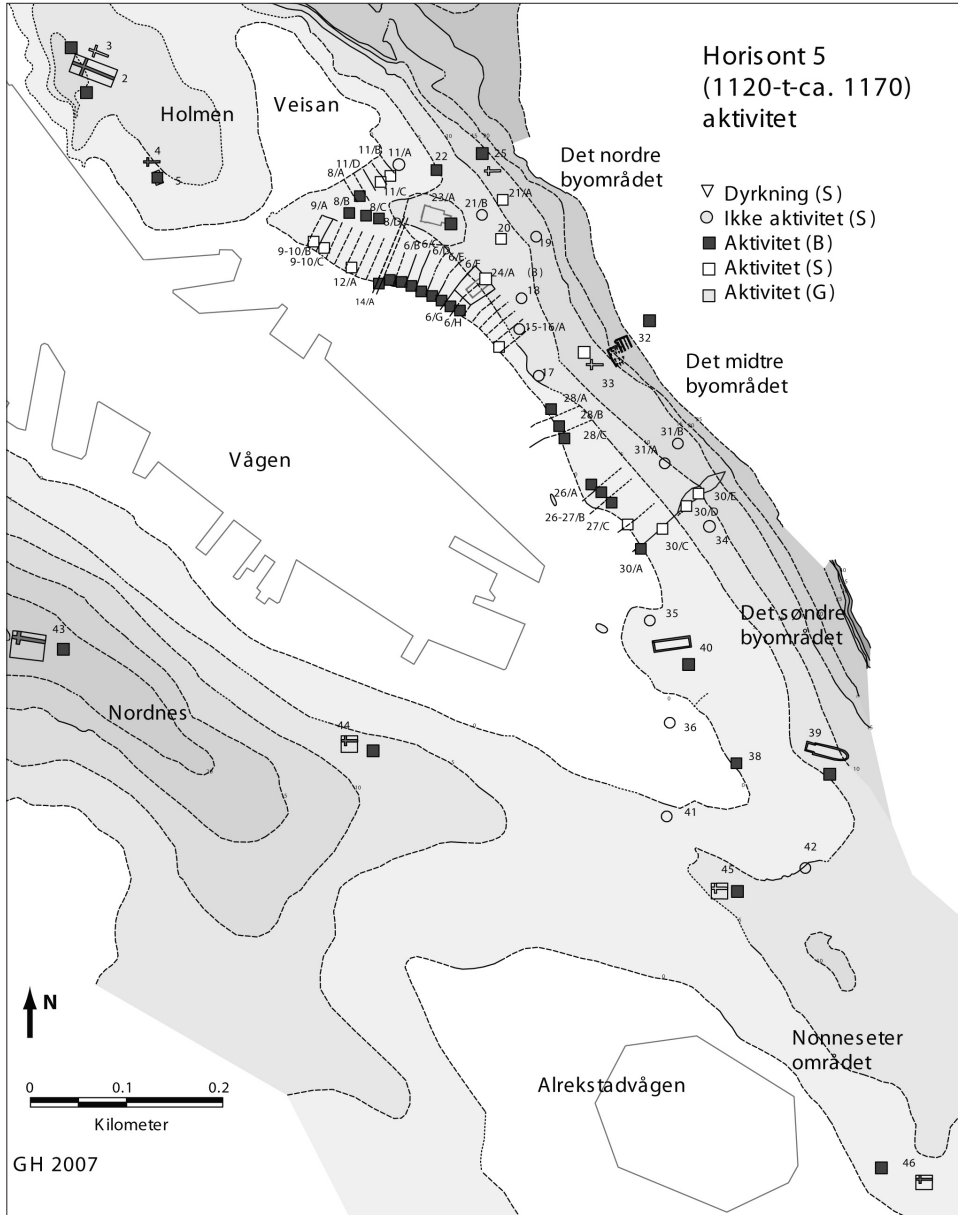 Horisont 5
(1120-t-ca. 1170)
aktivitet
Dyrkning (S)
Ikke aktivitet (S)
Aktivitet (B)
Aktivitet (S)
Aktivitet (G)
3
2
Holmen
Veisan
4
5
Det nordre
byområdet
11/B
11/A
11/D
8/A
11/C
22
25
9/A
8/B
8/C
8/D
23/A
21/A
21/B
20
19
9-10/B
9-10/C
12/A
14/A
6/B
6/C
6/D
6/E
6/F
24/A
(B)
18
6/G
6/H
15-16/A
17
32
33
Det midtre
byområdet
28/A
28/B
28/C
31/B
31/A
Vågen
26/A
26-27/B
27/C
30/E
30/D
30/C
34
30/A
35
Det søndre
byområdet
40
43
Nordnes
44
36
38
39
41
42
45
Nonneseter
området
N
0 0.1 0.2
Kilometer
Alrekstadvågen
46
GH 2007